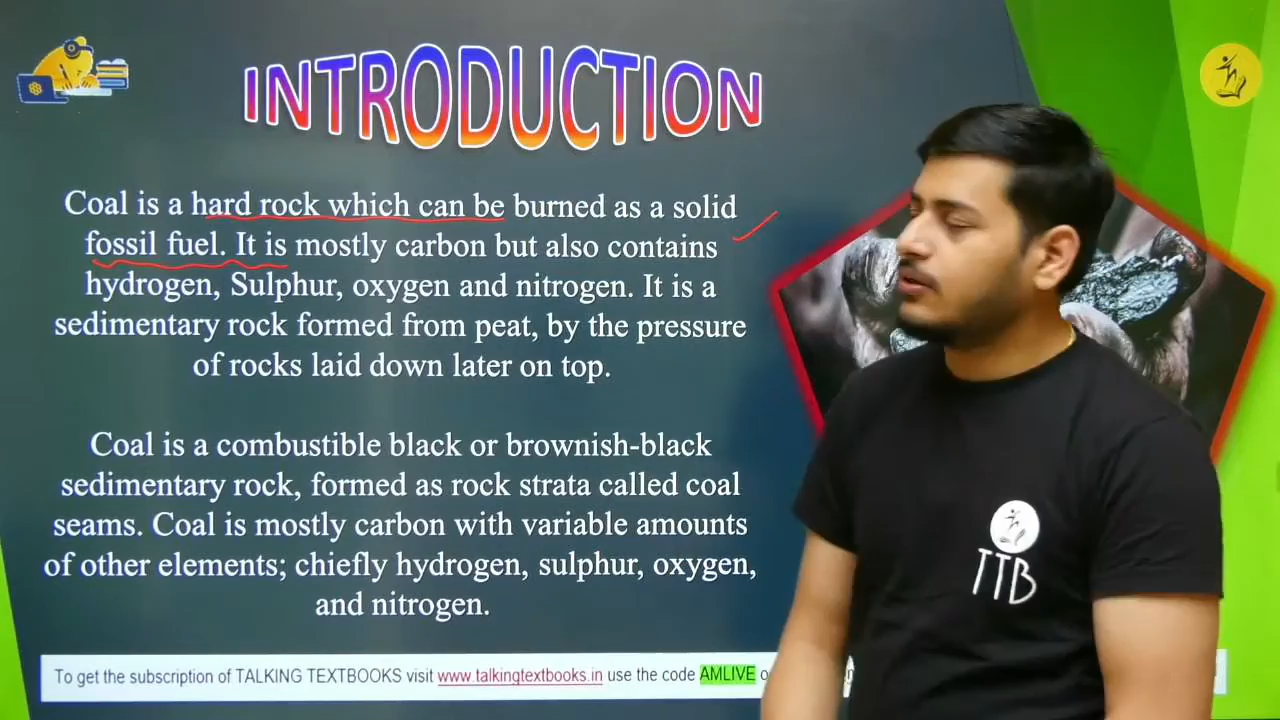 INTRODUCTION
Coal is a hard rock which can be burned as a solid
fossil fuel. It is mostly carbon but also contains
hydrogen, Sulphur, oxygen and nitrogen. It is a
sedimentary rock formed from peat, by the pressure
of rocks laid down later on top.
Coal is a combustible black or brownish-black
sedimentary rock, formed as rock strata called coal
seams. Coal is mostly carbon with variable amounts
of other elements; chiefly hydrogen, sulphur, oxygen,
and nitrogen.
TTB
To get the subscription of TALKING TEXTBOOKS visit www.talkingtextbooks.in use the code AMLIVE